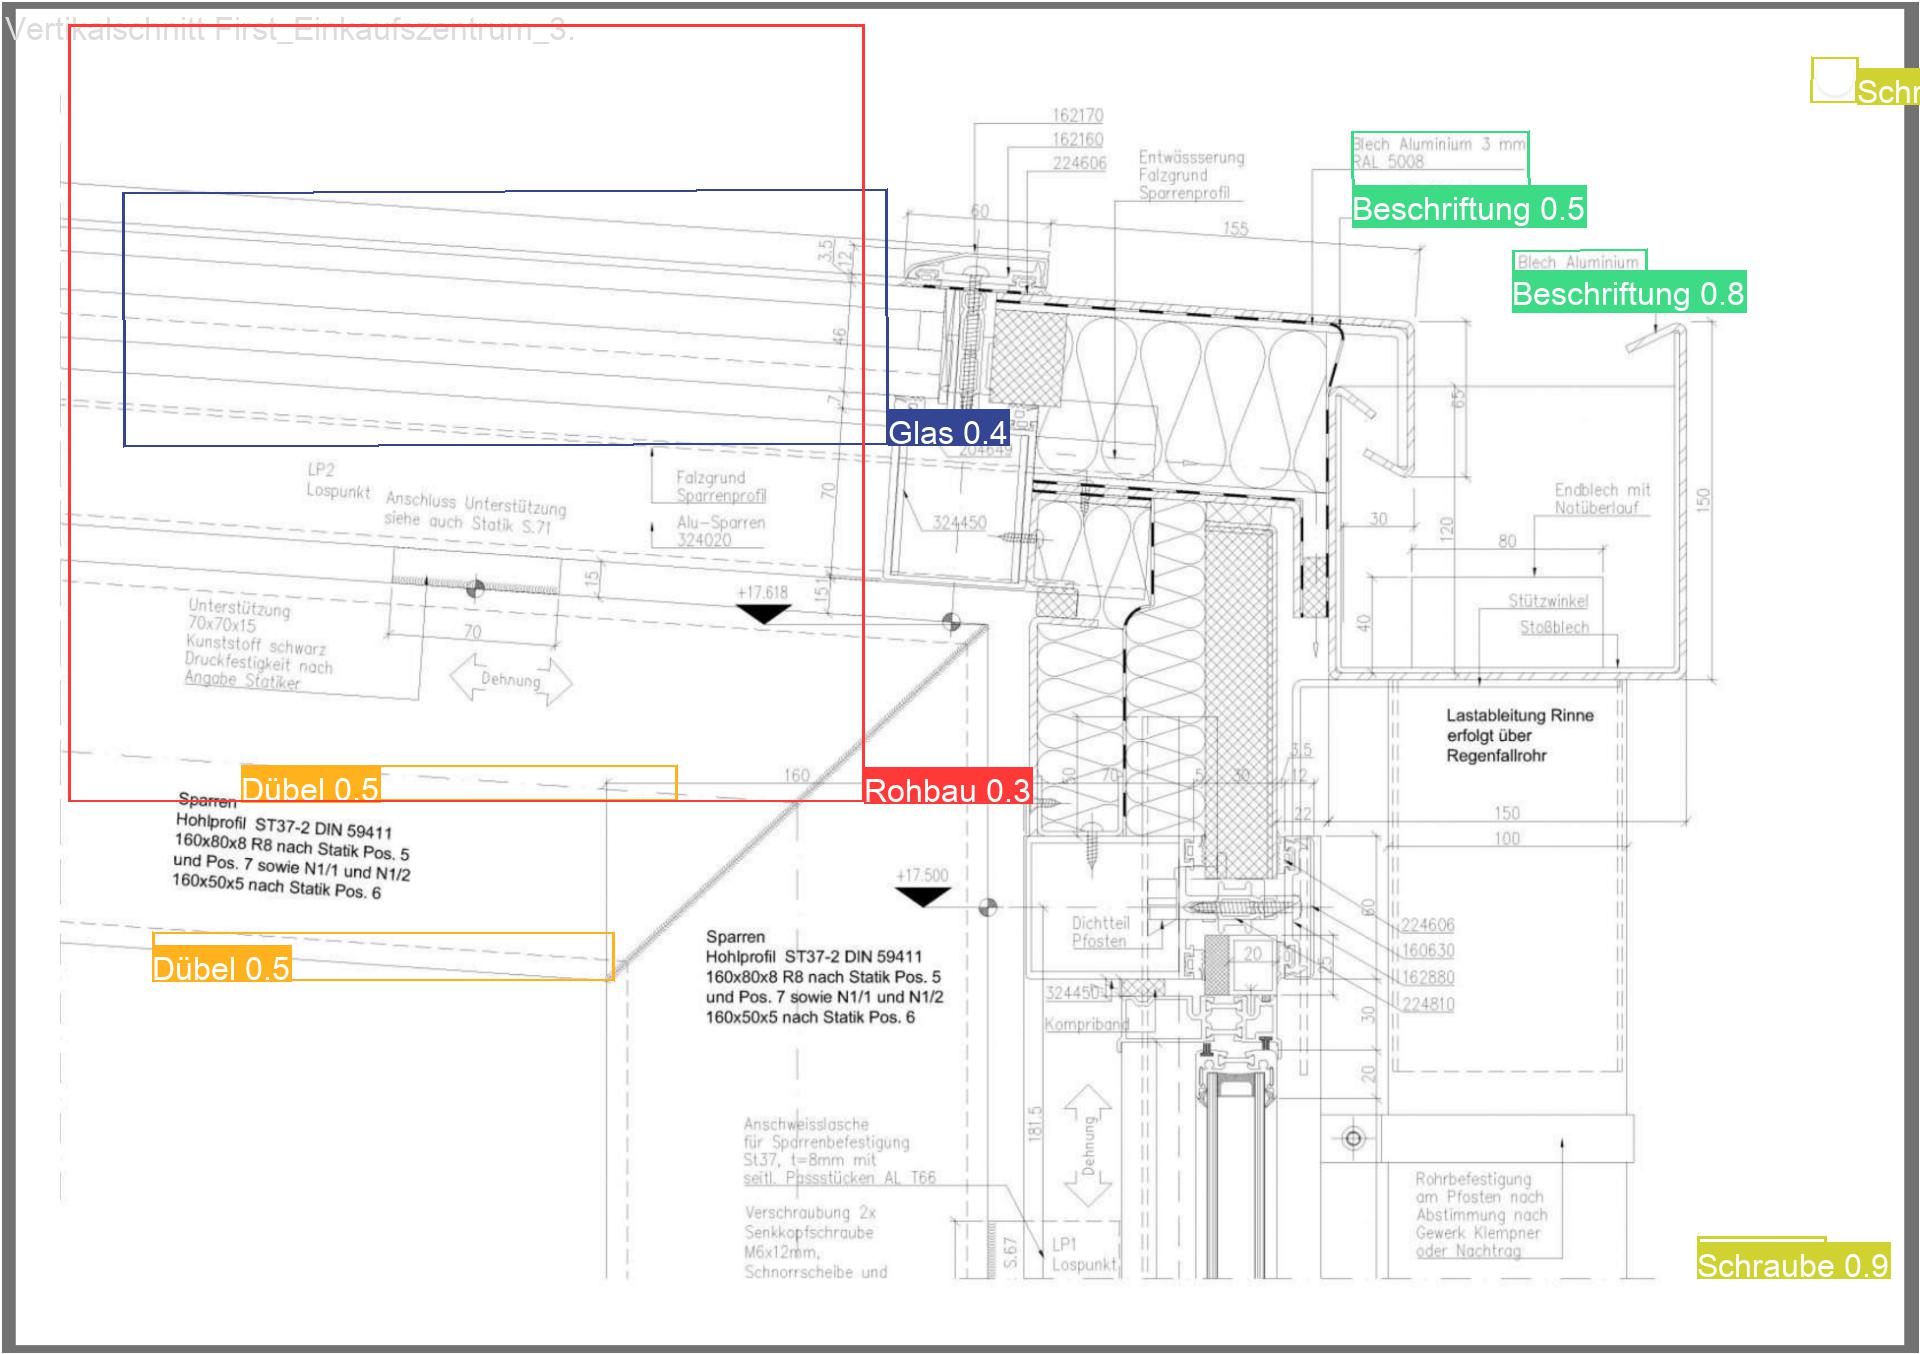 Vertikalschnitt First_Einkaufszentrum_3.
Schr
162170
162160
224606
Entwässserung
Falzgrund
Sparrenprofil
Blech Aluminium 3 mm
RAL 5008
Beschriftung 0.5
Blech Aluminium
Beschriftung 0.8
60
155
3.5
12
46
7
Glas 0.4
204649
65
LP2
Lospunkt
Anschluss Unterstützung
siehe auch Statik S.71
Falzgrund
Sparrenprofil
Alu-Sparren
324020
70
324450
30
120
150
Endblech mit
Notüberlauf
80
15
15
+17.618
Unterstützung
70x70x15
Kunststoff schwarz
Druckfestigkeit nach
Angabe Statiker
70
Dehnung
40
Stützwinkel
Stoßblech
Lastableitung Rinne
erfolgt über
Regenfallrohr
Dübel 0.5
160
Rohbau 0.3
60
70
5
30
3.5
12
22
150
100
Sparren
Hohlprofil ST37-2 DIN 59411
160x80x8 R8 nach Statik Pos. 5
und Pos. 7 sowie N1/1 und N1/2
160x50x5 nach Statik Pos. 6
+17.500
Dübel 0.5
Sparren
Hohlprofil ST37-2 DIN 59411
160x80x8 R8 nach Statik Pos. 5
und Pos. 7 sowie N1/1 und N1/2
160x50x5 nach Statik Pos. 6
Dichtteil
Pfosten
20
25
324450
Kompriband
224606
160630
162880
224810
30
20
181.5
Dehnung
Anschweisslasche
für Sparrenbefestigung
St37, t=8mm mit
seitl. Passstücken AL T66
Verschraubung 2x
Senkkopfschraube
M6x12mm,
Schnorrscheibe und
S.67
LP1
Lospunkt
Rohrbefestigung
am Pfosten nach
Abstimmung nach
Gewerk Klempner
oder Nachtrag
Schraube 0.9